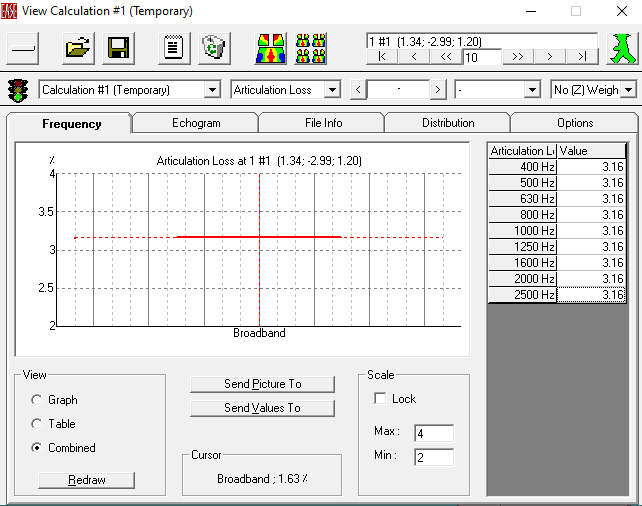 EASE
View Calculation #1 (Temporary)
1 #1 (1.34; -2.99; 1.20)
|< < << 10 >> > >|
Calculation #1 (Temporary) Articulation Loss < - > - No (Z) Weigh
Frequency Echogram File Info Distribution Options
% Articulation Loss at 1 #1 (1.34; -2.99; 1.20)
4
3.5
3
2.5
2
Broadband
Articulation Lo Value
400 Hz 3.16
500 Hz 3.16
630 Hz 3.16
800 Hz 3.16
1000 Hz 3.16
1250 Hz 3.16
1600 Hz 3.16
2000 Hz 3.16
2500 Hz 3.16
View
Graph
Table
Combined
Redraw
Send Picture To
Send Values To
Cursor
Broadband ; 1.63 %
Scale
Lock
Max : 4
Min : 2